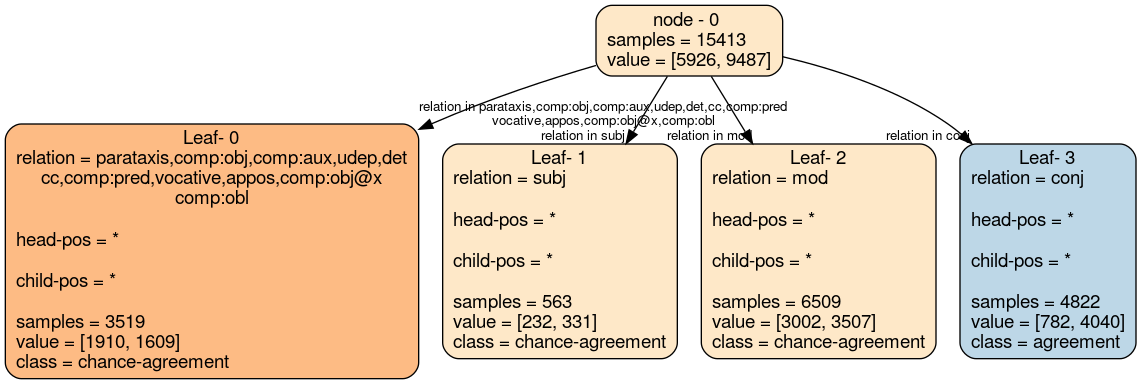 node - 0
samples = 15413
value = [5926, 9487]
relation in parataxis,comp:obj,comp:aux,udep,det,cc,comp:pred
vocative,appos,comp:obj@x,comp:obl
relation in subj
relation in mod
relation in conj
Leaf- 0
relation = parataxis,comp:obj,comp:aux,udep,det
cc,comp:pred,vocative,appos,comp:obj@x
comp:obl
head-pos = *
child-pos = *
samples = 3519
value = [1910, 1609]
class = chance-agreement
Leaf- 1
relation = subj
head-pos = *
child-pos = *
samples = 563
value = [232, 331]
class = chance-agreement
Leaf- 2
relation = mod
head-pos = *
child-pos = *
samples = 6509
value = [3002, 3507]
class = chance-agreement
Leaf- 3
relation = conj
head-pos = *
child-pos = *
samples = 4822
value = [782, 4040]
class = agreement